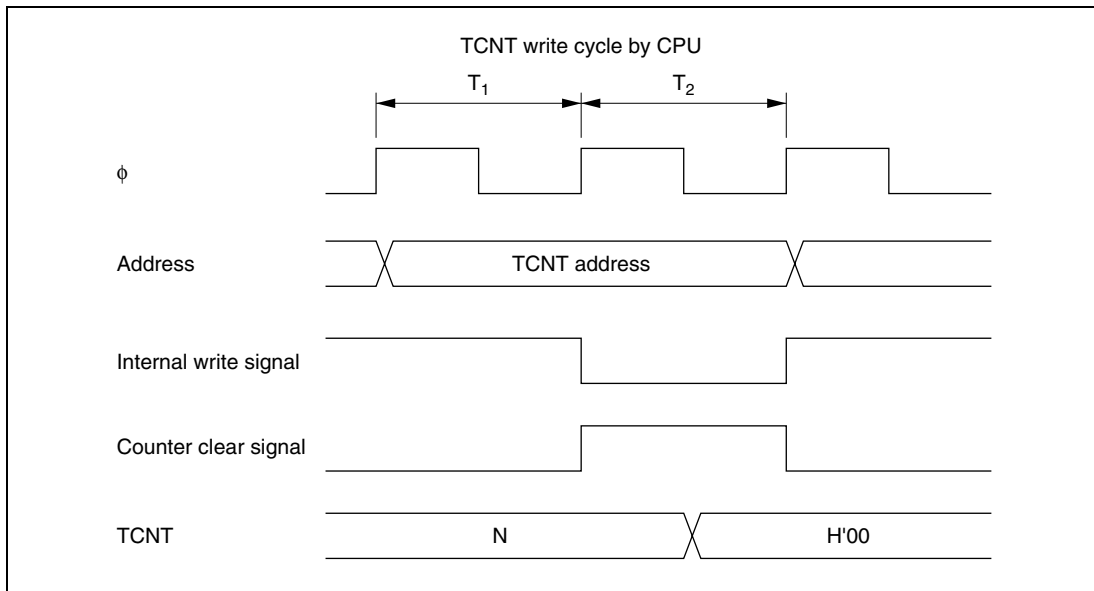 TCNT write cycle by CPU
T1 T2
ϕ
Address TCNT address
Internal write signal
Counter clear signal
TCNT N H'00